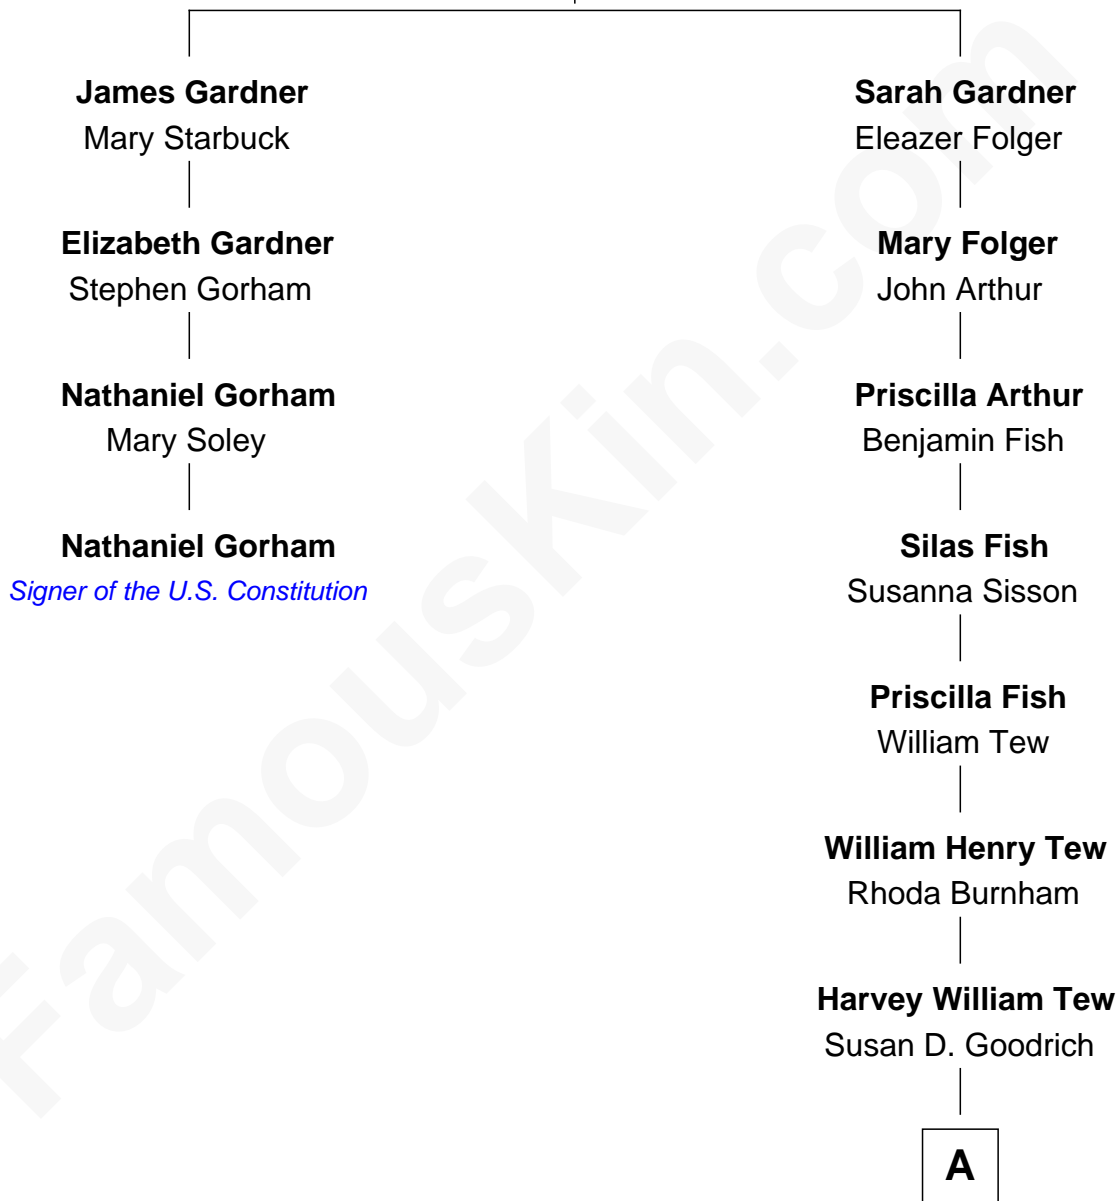 James Gardner
Mary Starbuck
Elizabeth Gardner
Stephen Gorham
Nathaniel Gorham
Mary Soley
Nathaniel Gorham
Signer of the U.S. Constitution
Sarah Gardner
Eleazer Folger
Mary Folger
John Arthur
Priscilla Arthur
Benjamin Fish
Silas Fish
Susanna Sisson
Priscilla Fish
William Tew
William Henry Tew
Rhoda Burnham
Harvey William Tew
Susan D. Goodrich
A
FamousKin.com